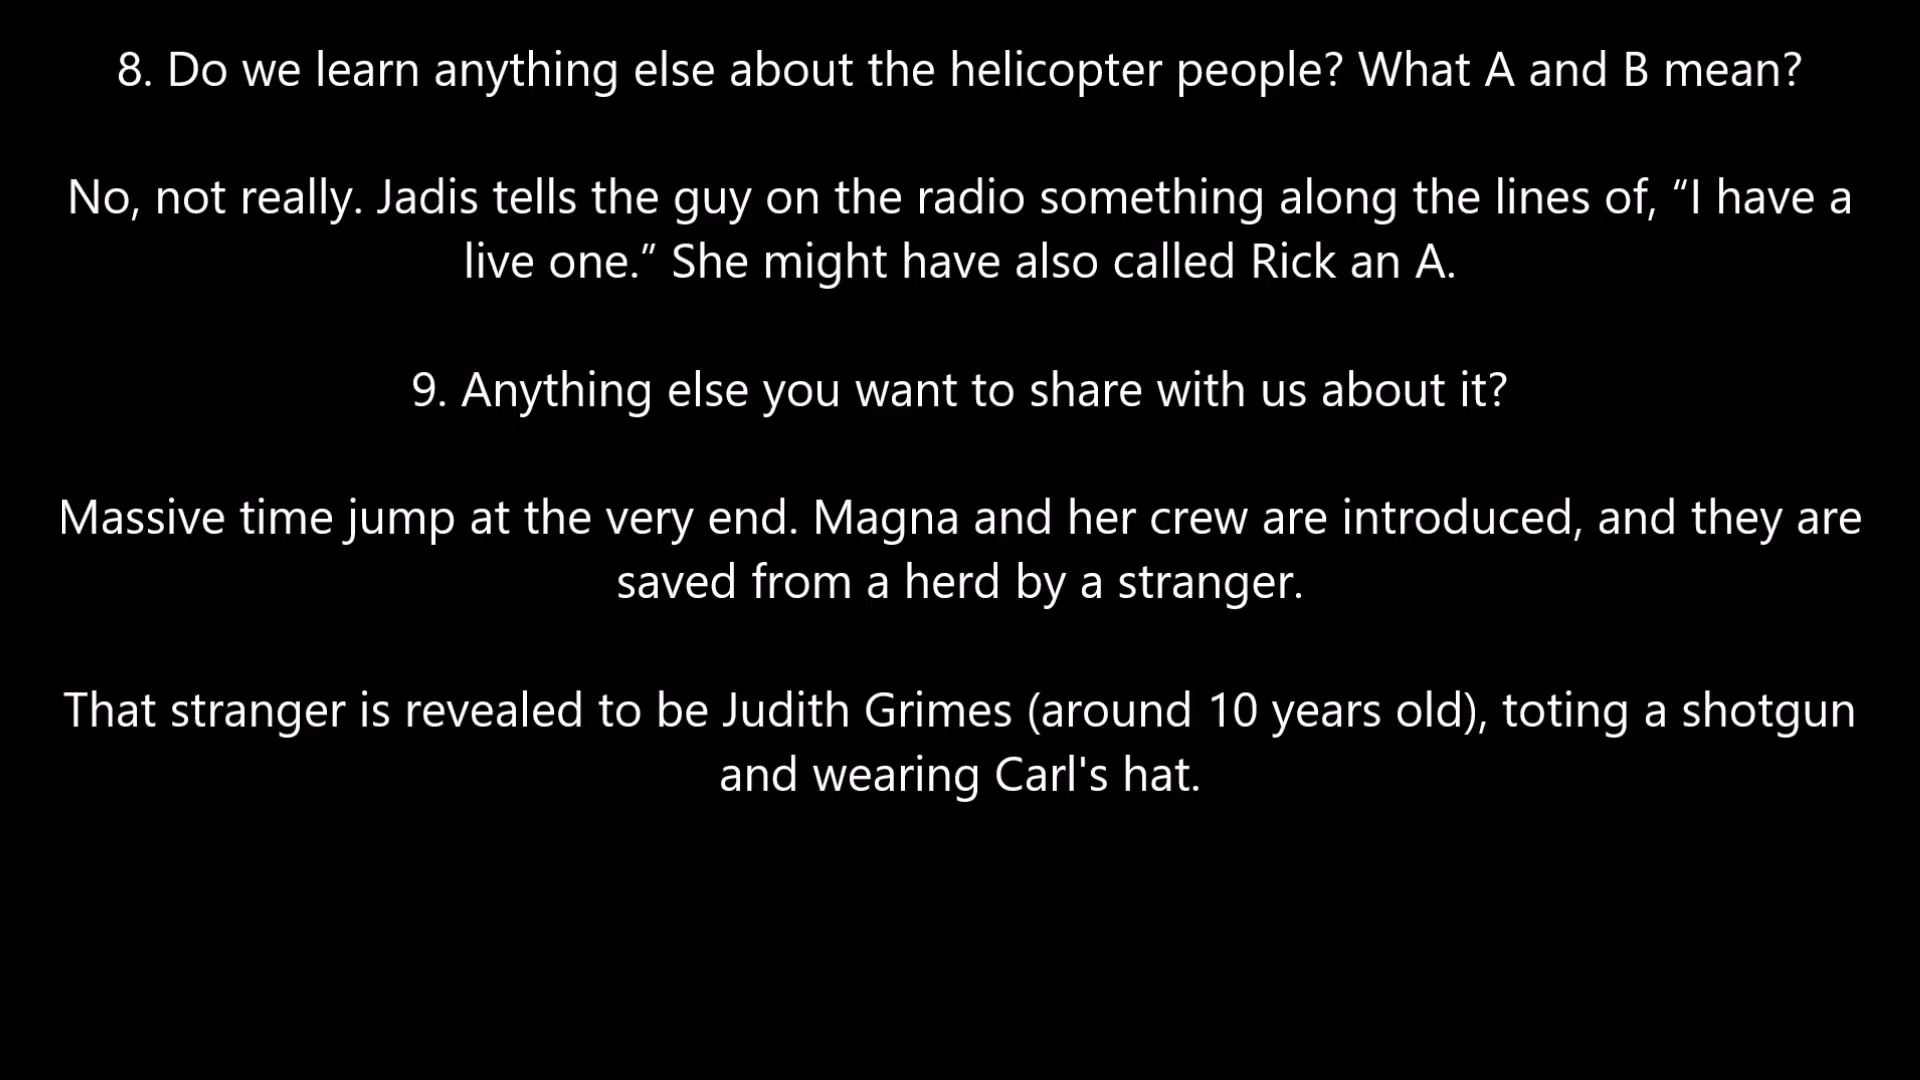 8. Do we learn anything else about the helicopter people? What A and B mean?
No, not really. Jadis tells the guy on the radio something along the lines of, “I have a
live one.” She might have also called Rick an A.
9. Anything else you want to share with us about it?
Massive time jump at the very end. Magna and her crew are introduced, and they are
saved from a herd by a stranger.
That stranger is revealed to be Judith Grimes (around 10 years old), toting a shotgun
and wearing Carl's hat.